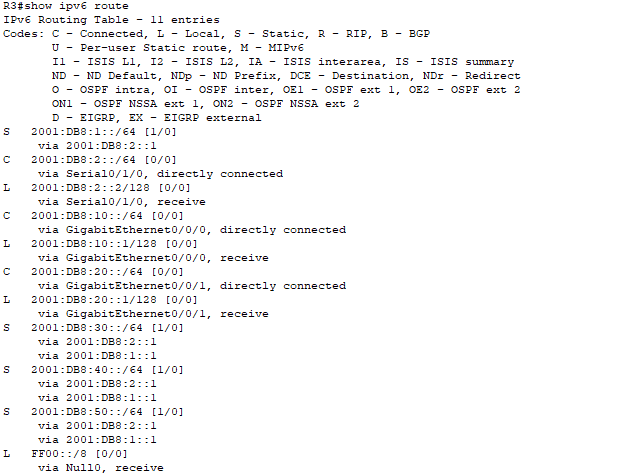 R3#show ipv6 route
IPv6 Routing Table - 11 entries
Codes: C - Connected, L - Local, S - Static, R - RIP, B - BGP
       U - Per-user Static route, M - MIPv6
       I1 - ISIS L1, I2 - ISIS L2, IA - ISIS interarea, IS - ISIS summary
       ND - ND Default, NDp - ND Prefix, DCE - Destination, NDr - Redirect
       O - OSPF intra, OI - OSPF inter, OE1 - OSPF ext 1, OE2 - OSPF ext 2
       ON1 - OSPF NSSA ext 1, ON2 - OSPF NSSA ext 2
       D - EIGRP, EX - EIGRP external
S   2001:DB8:1::/64 [1/0]
     via 2001:DB8:2::1
C   2001:DB8:2::/64 [0/0]
     via Serial0/1/0, directly connected
L   2001:DB8:2::2/128 [0/0]
     via Serial0/1/0, receive
C   2001:DB8:10::/64 [0/0]
     via GigabitEthernet0/0/0, directly connected
L   2001:DB8:10::1/128 [0/0]
     via GigabitEthernet0/0/0, receive
C   2001:DB8:20::/64 [0/0]
     via GigabitEthernet0/0/1, directly connected
L   2001:DB8:20::1/128 [0/0]
     via GigabitEthernet0/0/1, receive
S   2001:DB8:30::/64 [1/0]
     via 2001:DB8:2::1
     via 2001:DB8:1::1
S   2001:DB8:40::/64 [1/0]
     via 2001:DB8:2::1
     via 2001:DB8:1::1
S   2001:DB8:50::/64 [1/0]
     via 2001:DB8:2::1
     via 2001:DB8:1::1
L   FF00::/8 [0/0]
     via Null0, receive